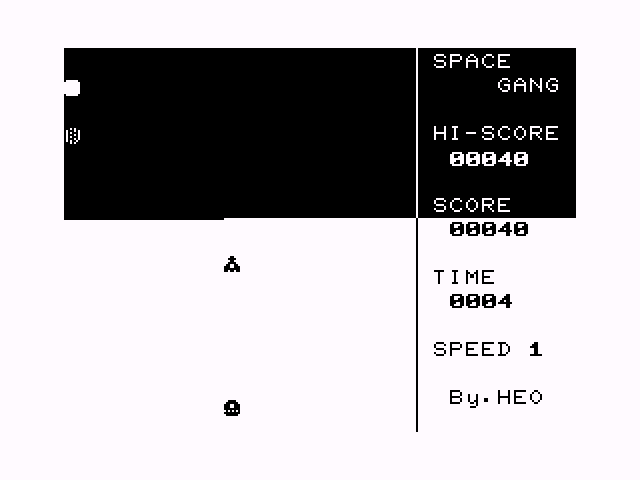 SPACE
GANG
HI-SCORE
00040
SCORE
00040
TIME
0004
SPEED 1
By.HEO